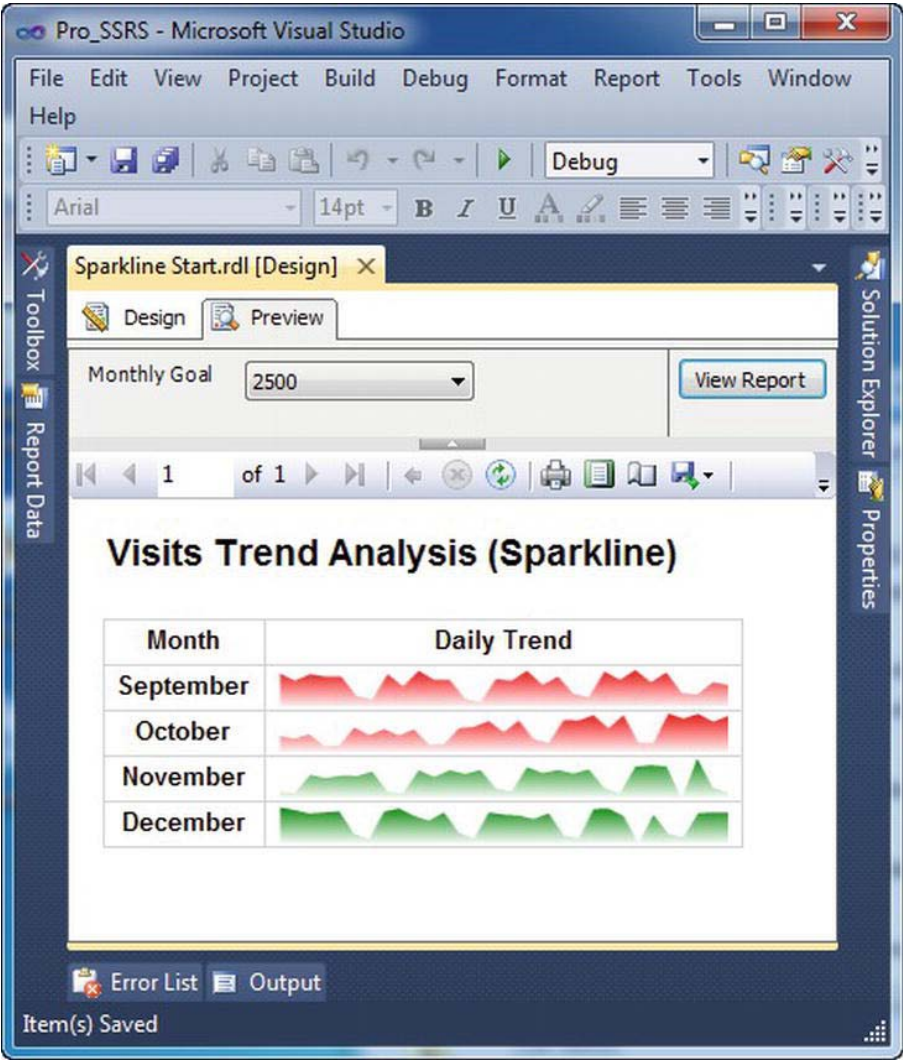 Pro_SSRS - Microsoft Visual Studio
File Edit View Project Build Debug Format Report Tools Window
Help
Debug
Arial 14pt B I U A
Sparkline Start.rdl [Design]
Design Preview
Monthly Goal 2500 View Report
1 of 1
Toolbox
Report Data
Solution Explorer
Properties
Visits Trend Analysis (Sparkline)
Month Daily Trend
September
October
November
December
Error List Output
Item(s) Saved